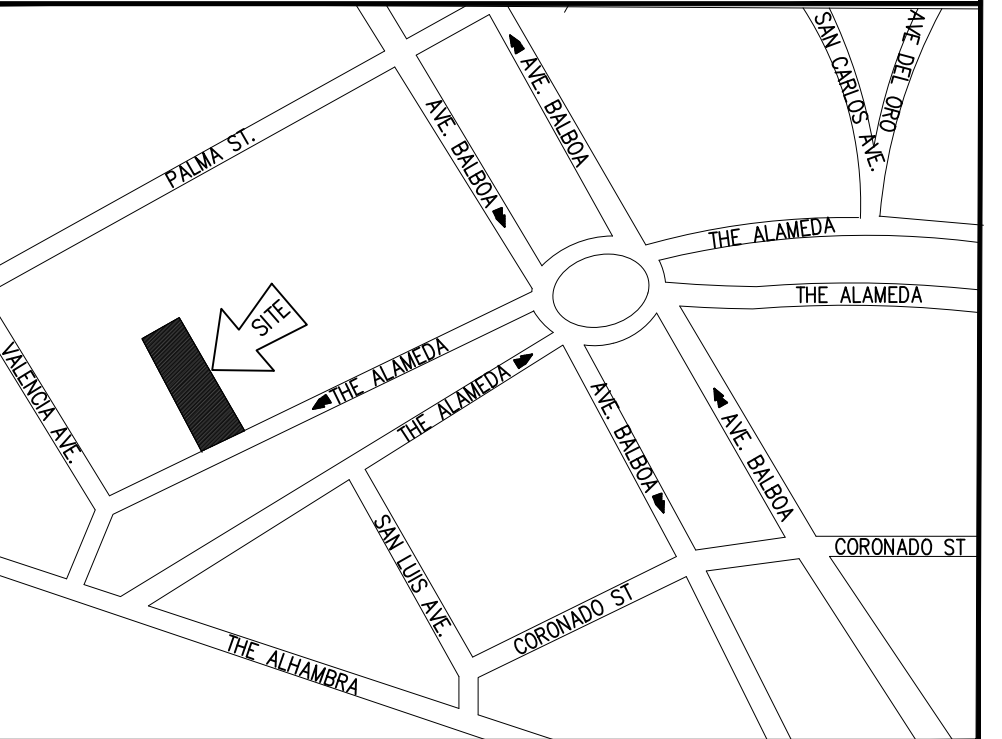 SAN CARLOS AVE.
AVE DEL ORO
AVE. BALBOA
AVE. BALBOA
PALMA ST.
THE ALAMEDA
THE ALAMEDA
SITE
VALENCIA AVE.
THE ALAMEDA
THE ALAMEDA
AVE. BALBOA
AVE. BALBOA
SAN LUIS AVE.
CORONADO ST
CORONADO ST
THE ALHAMBRA